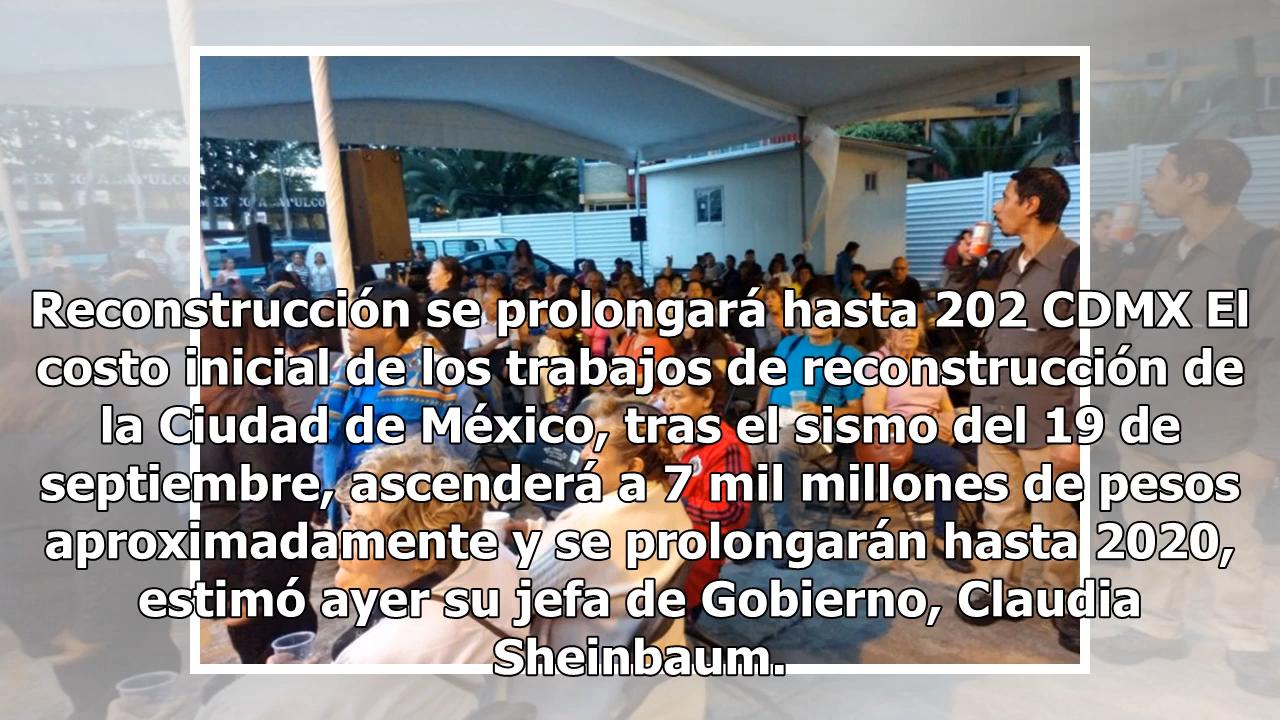 Reconstrucción se prolongará hasta 202 CDMX El
costo inicial de los trabajos de reconstrucción de
la Ciudad de México, tras el sismo del 19 de
septiembre, ascenderá a 7 mil millones de pesos
aproximadamente y se prolongarán hasta 2020,
estimó ayer su jefa de Gobierno, Claudia
Sheinbaum.